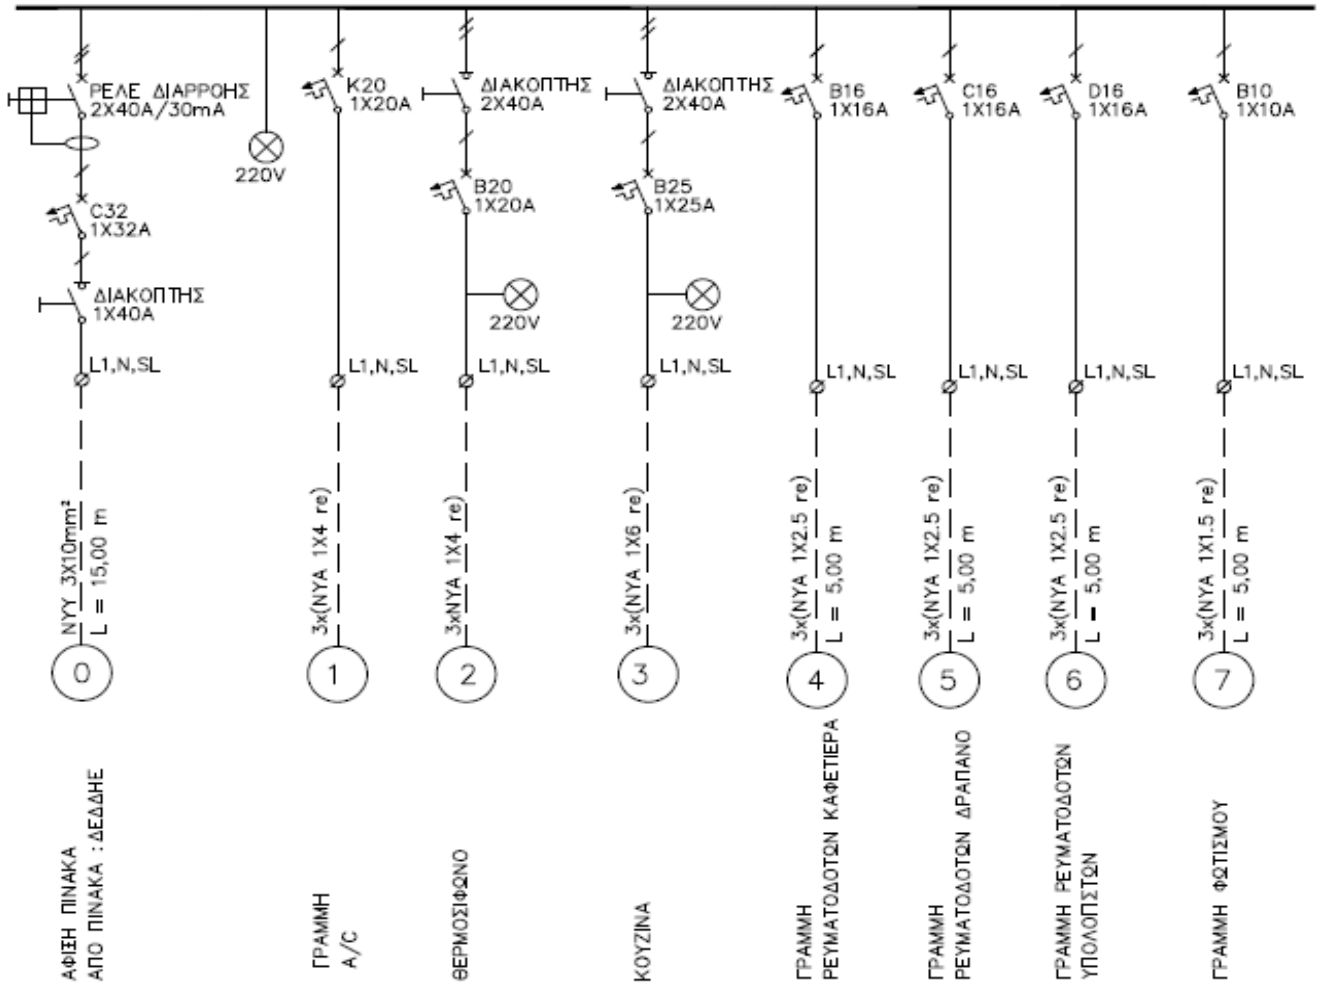 ΡΕΛΕ ΔΙΑΡΡΟΗΣ
2X40A/30mA
C32
1X32A
ΔΙΑΚΟΠΤΗΣ
1X40A
L1,N,SL
NYY 3X10mm²
L = 15,00 m
0
ΑΦΙΞΗ ΠΙΝΑΚΑ
ΑΠΟ ΠΙΝΑΚΑ : ΔΕΔΔΗΕ
220V
K20
1X20A
L1,N,SL
3x(NYA 1X4 re)
1
ΓΡΑΜΜΗ
A/C
ΔΙΑΚΟΠΤΗΣ
2X40A
B20
1X20A
220V
L1,N,SL
3xNYA 1X4 re)
2
ΘΕΡΜΟΣΙΦΩΝΟ
ΔΙΑΚΟΠΤΗΣ
2X40A
B25
1X25A
220V
L1,N,SL
3x(NYA 1X6 re)
3
ΚΟΥΖΙΝΑ
B16
1X16A
L1,N,SL
3x(NYA 1X2.5 re)
L = 5,00 m
4
ΓΡΑΜΜΗ
ΡΕΥΜΑΤΟΔΟΤΩΝ ΚΑΦΕΤΙΕΡΑ
C16
1X16A
L1,N,SL
3x(NYA 1X2.5 re)
L = 5,00 m
5
ΓΡΑΜΜΗ
ΡΕΥΜΑΤΟΔΟΤΩΝ ΔΡΑΠΑΝΟ
D16
1X16A
L1,N,SL
3x(NYA 1X2.5 re)
L = 5,00 m
6
ΓΡΑΜΜΗ ΡΕΥΜΑΤΟΔΟΤΩΝ
ΥΠΟΛΟΓΙΣΤΩΝ
B10
1X10A
L1,N,SL
3x(NYA 1X1.5 re)
L = 5,00 m
7
ΓΡΑΜΜΗ ΦΩΤΙΣΜΟΥ